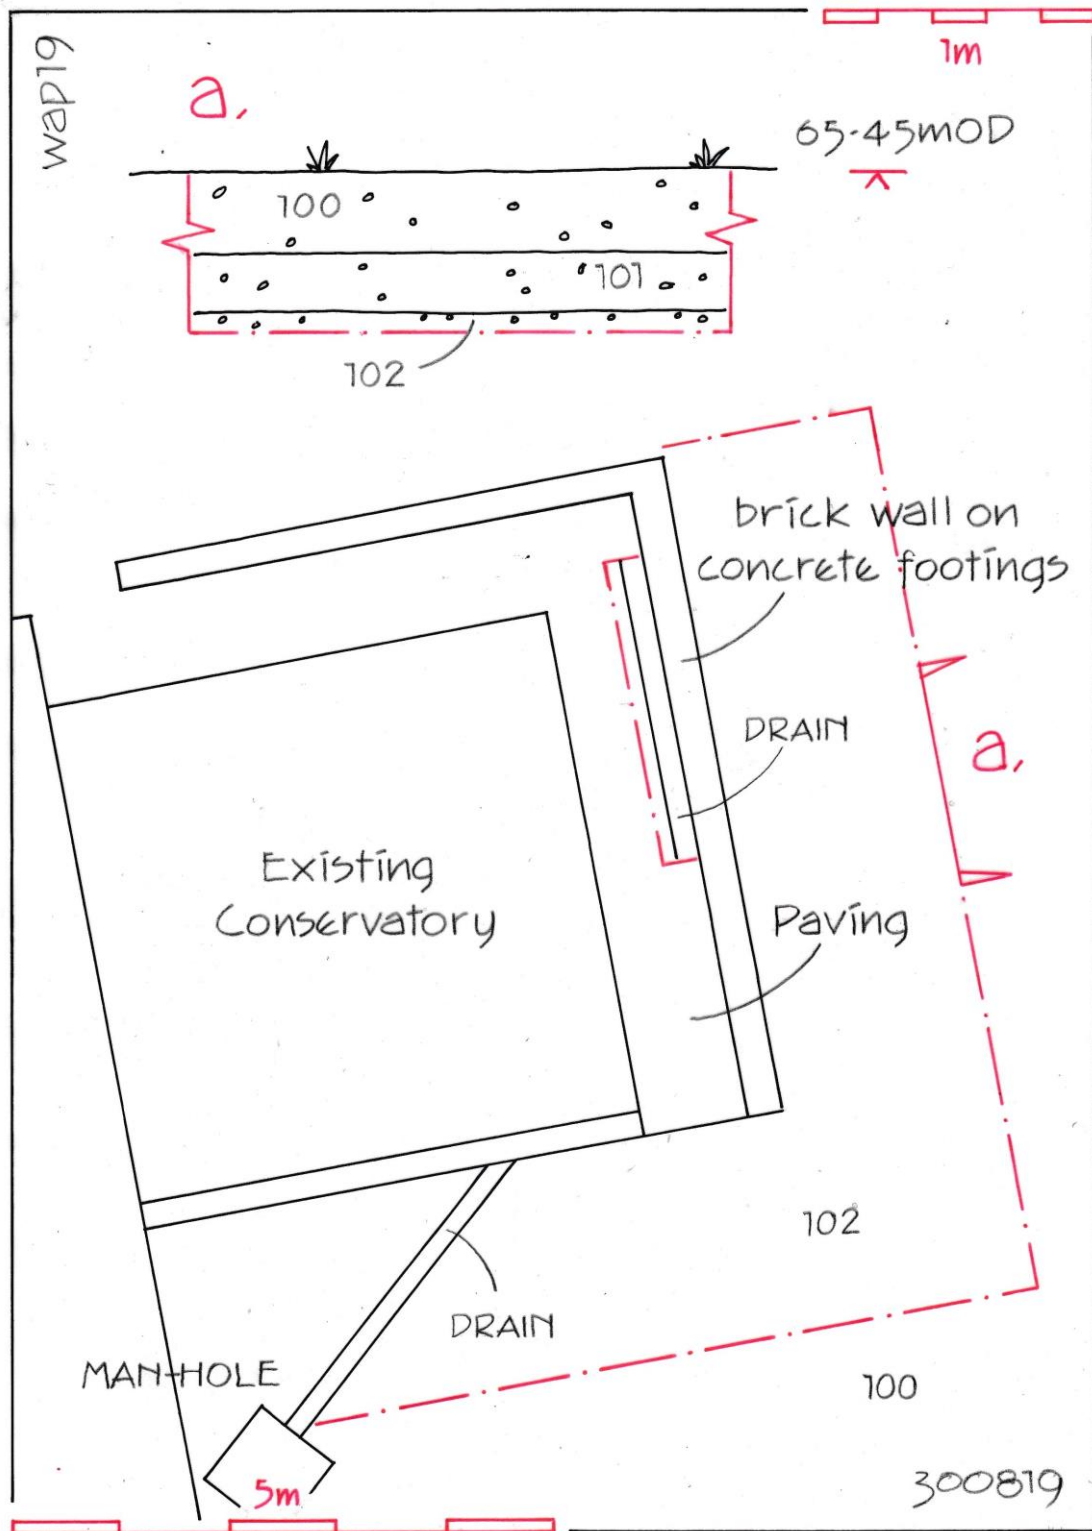 wap19
1m
a,
65-45mOD
100
101
102
brick wall on
concrete footings
DRAIN
a,
Existing
Conservatory
Paving
102
DRAIN
MAN-HOLE
100
5m
300819